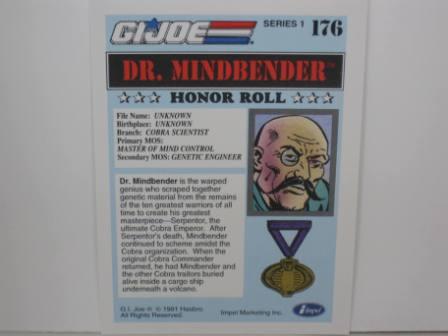 GI JOE SERIES 1 176
DR. MINDBENDER™
HONOR ROLL
File Name: UNKNOWN
Birthplace: UNKNOWN
Branch: COBRA SCIENTIST
Primary MOS:
MASTER OF MIND CONTROL
Secondary MOS: GENETIC ENGINEER
Dr. Mindbender is the warped
genius who scraped together
genetic material from the remains
of the ten greatest warriors of all
time to create his greatest
masterpiece—Serpentor, the
ultimate Cobra Emperor. After
Serpentor's death, Mindbender
continued to scheme amidst the
Cobra organization. When the
original Cobra Commander
returned, he had Mindbender and
the other Cobra traitors buried
alive inside a cargo ship
underneath a volcano.
G.I. Joe ® © 1991 Hasbro
All Rights Reserved.
Impel Marketing Inc.
impel